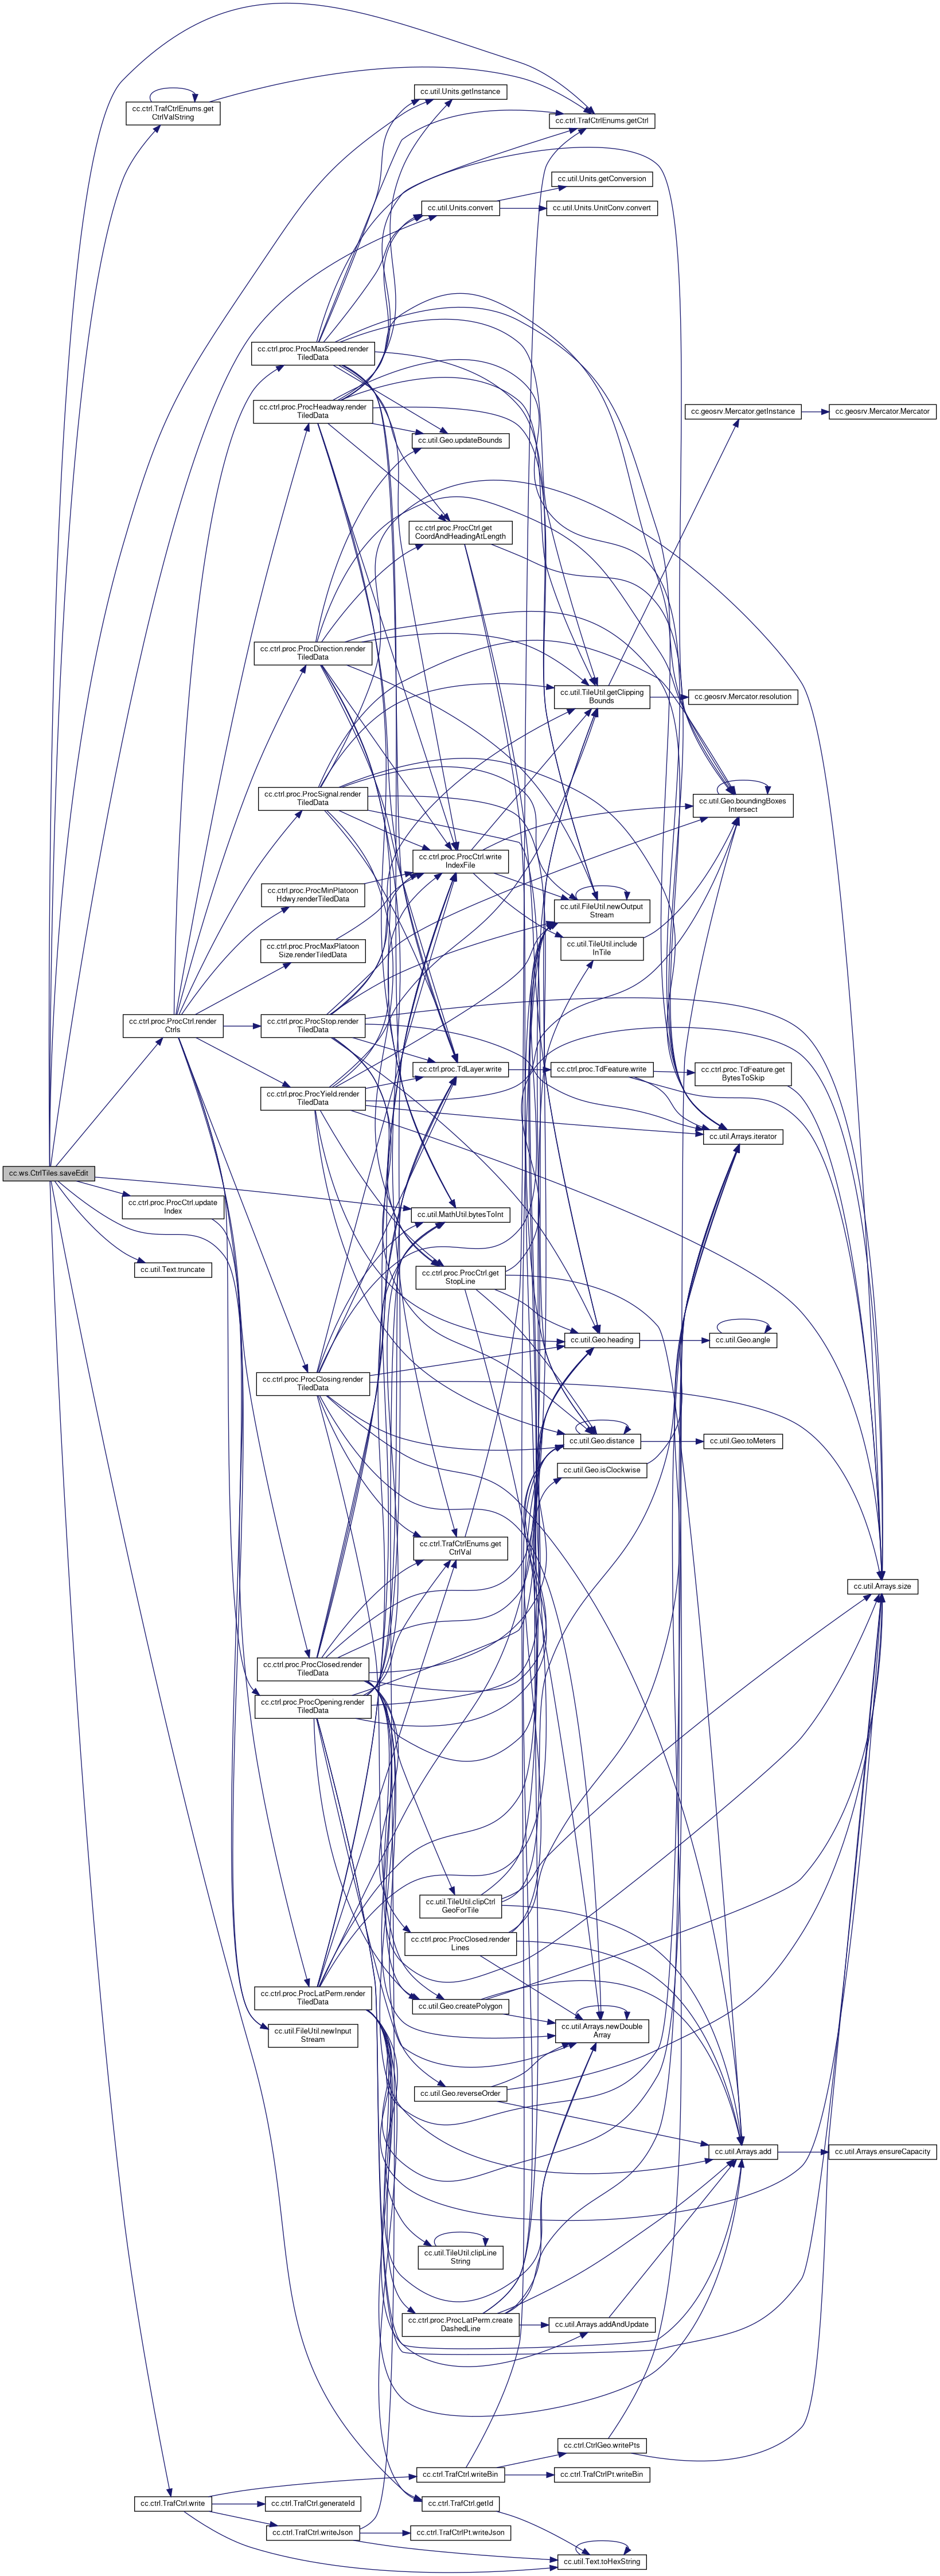 cc.util.Units.getInstance
cc.ctrl.TrafCtrlEnums.get
CtrlValString
cc.ctrl.TrafCtrlEnums.getCtrl
cc.util.Units.getConversion
cc.util.Units.convert
cc.util.Units.UnitConv.convert
cc.ctrl.proc.ProcMaxSpeed.render
TiledData
cc.ctrl.proc.ProcHeadway.render
TiledData
cc.geosrv.Mercator.getInstance
cc.geosrv.Mercator.Mercator
cc.util.Geo.updateBounds
cc.ctrl.proc.ProcCtrl.get
CoordAndHeadingAtLength
cc.ctrl.proc.ProcDirection.render
TiledData
cc.util.TileUtil.getClipping
Bounds
cc.geosrv.Mercator.resolution
cc.ctrl.proc.ProcSignal.render
TiledData
cc.util.Geo.boundingBoxes
Intersect
cc.ctrl.proc.ProcCtrl.write
IndexFile
cc.ctrl.proc.ProcMinPlatoon
Hdwy.renderTiledData
cc.util.FileUtil.newOutput
Stream
cc.ctrl.proc.ProcMaxPlatoon
Size.renderTiledData
cc.util.TileUtil.include
InTile
cc.ctrl.proc.ProcCtrl.render
Ctrls
cc.ctrl.proc.ProcStop.render
TiledData
cc.ctrl.proc.TdLayer.write
cc.ctrl.proc.TdFeature.write
cc.ctrl.proc.TdFeature.get
BytesToSkip
cc.ctrl.proc.ProcYield.render
TiledData
cc.util.Arrays.iterator
cc.ws.CtrlTiles.saveEdit
cc.ctrl.proc.ProcCtrl.update
Index
cc.util.MathUtil.bytesToInt
cc.util.Text.truncate
cc.ctrl.proc.ProcCtrl.get
StopLine
cc.util.Geo.heading
cc.util.Geo.angle
cc.ctrl.proc.ProcClosing.render
TiledData
cc.util.Geo.distance
cc.util.Geo.toMeters
cc.util.Geo.isClockwise
cc.ctrl.TrafCtrlEnums.get
CtrlVal
cc.util.Arrays.size
cc.ctrl.proc.ProcClosed.render
TiledData
cc.ctrl.proc.ProcOpening.render
TiledData
cc.util.TileUtil.clipCtrl
GeoForTile
cc.ctrl.proc.ProcClosed.render
Lines
cc.ctrl.proc.ProcLatPerm.render
TiledData
cc.util.Geo.createPolygon
cc.util.Arrays.newDouble
Array
cc.util.FileUtil.newInput
Stream
cc.util.Geo.reverseOrder
cc.util.Arrays.add
cc.util.Arrays.ensureCapacity
cc.util.TileUtil.clipLine
String
cc.ctrl.proc.ProcLatPerm.create
DashedLine
cc.util.Arrays.addAndUpdate
cc.ctrl.CtrlGeo.writePts
cc.ctrl.TrafCtrl.writeBin
cc.ctrl.TrafCtrlPt.writeBin
cc.ctrl.TrafCtrl.write
cc.ctrl.TrafCtrl.generateId
cc.ctrl.TrafCtrl.getId
cc.ctrl.TrafCtrl.writeJson
cc.ctrl.TrafCtrlPt.writeJson
cc.util.Text.toHexString